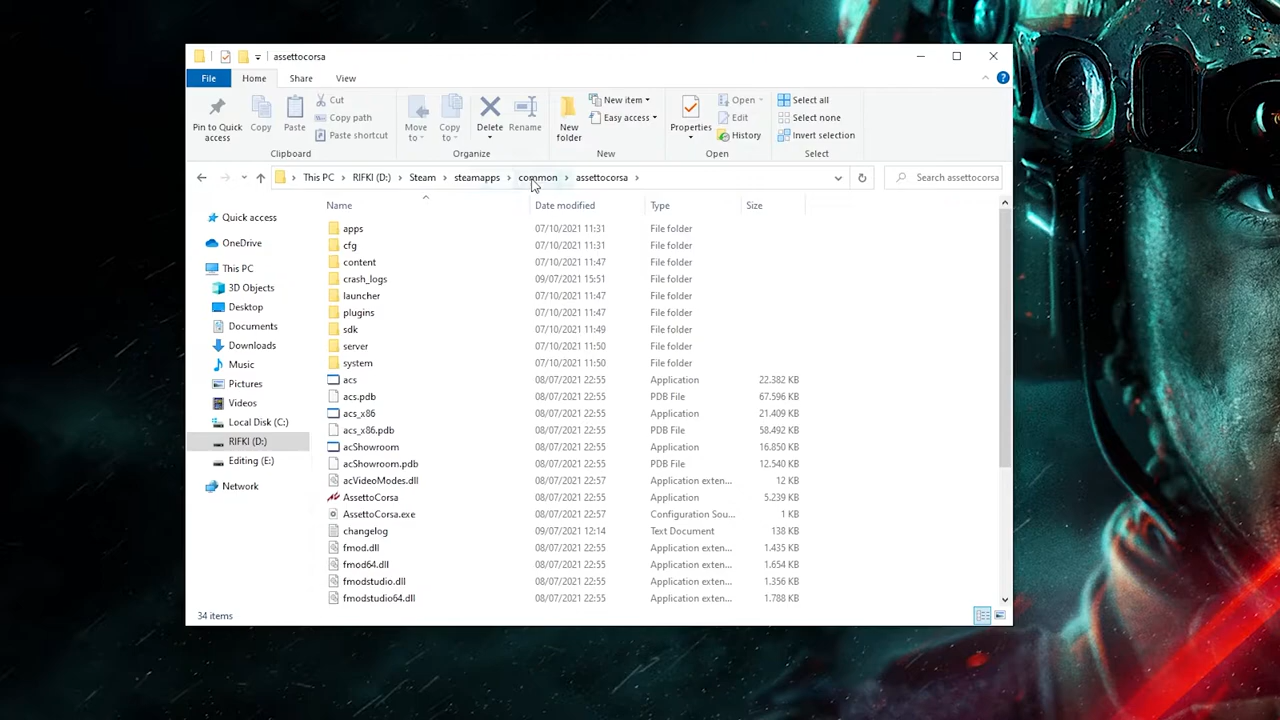 assettocorsa
File Home Share View
Pin to Quick access
Copy
Paste
Cut
Copy path
Paste shortcut
Clipboard
Move to
Copy to
Delete
Rename
Organize
New folder
New item
Easy access
New
Properties
Open
Edit
History
Open
Select all
Select none
Invert selection
Select
This PC > RIFKI (D:) > Steam > steamapps > common > assettocorsa >
Search assettocorsa
Quick access
OneDrive
This PC
3D Objects
Desktop
Documents
Downloads
Music
Pictures
Videos
Local Disk (C:)
RIFKI (D:)
Editing (E:)
Network
Name Date modified Type Size
apps 07/10/2021 11:31 File folder
cfg 07/10/2021 11:31 File folder
content 07/10/2021 11:47 File folder
crash_logs 09/07/2021 15:51 File folder
launcher 07/10/2021 11:47 File folder
plugins 07/10/2021 11:47 File folder
sdk 07/10/2021 11:49 File folder
server 07/10/2021 11:50 File folder
system 07/10/2021 11:50 File folder
acs 08/07/2021 22:55 Application 22.382 KB
acs.pdb 08/07/2021 22:55 PDB File 67.596 KB
acs_x86 08/07/2021 22:55 Application 21.409 KB
acs_x86.pdb 08/07/2021 22:55 PDB File 58.492 KB
acShowroom 08/07/2021 22:55 Application 16.850 KB
acShowroom.pdb 08/07/2021 22:55 PDB File 12.540 KB
acVideoModes.dll 08/07/2021 22:57 Application exten... 12 KB
AssettoCorsa 08/07/2021 22:55 Application 5.239 KB
AssettoCorsa.exe 08/07/2021 22:57 Configuration Sou... 1 KB
changelog 09/07/2021 12:14 Text Document 138 KB
fmod.dll 08/07/2021 22:55 Application exten... 1.435 KB
fmod64.dll 08/07/2021 22:55 Application exten... 1.654 KB
fmodstudio.dll 08/07/2021 22:55 Application exten... 1.356 KB
fmodstudio64.dll 08/07/2021 22:55 Application exten... 1.788 KB
34 items